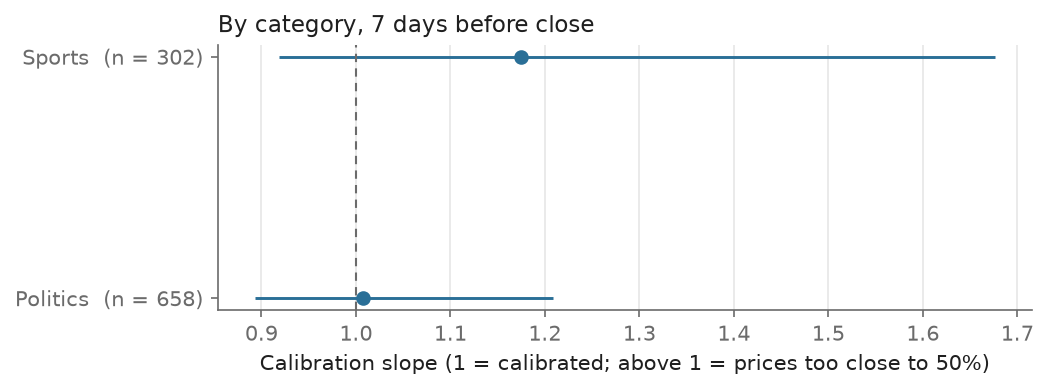 By category, 7 days before close
Sports (n = 302)
Politics (n = 658)
0.9 1.0 1.1 1.2 1.3 1.4 1.5 1.6 1.7
Calibration slope (1 = calibrated; above 1 = prices too close to 50%)